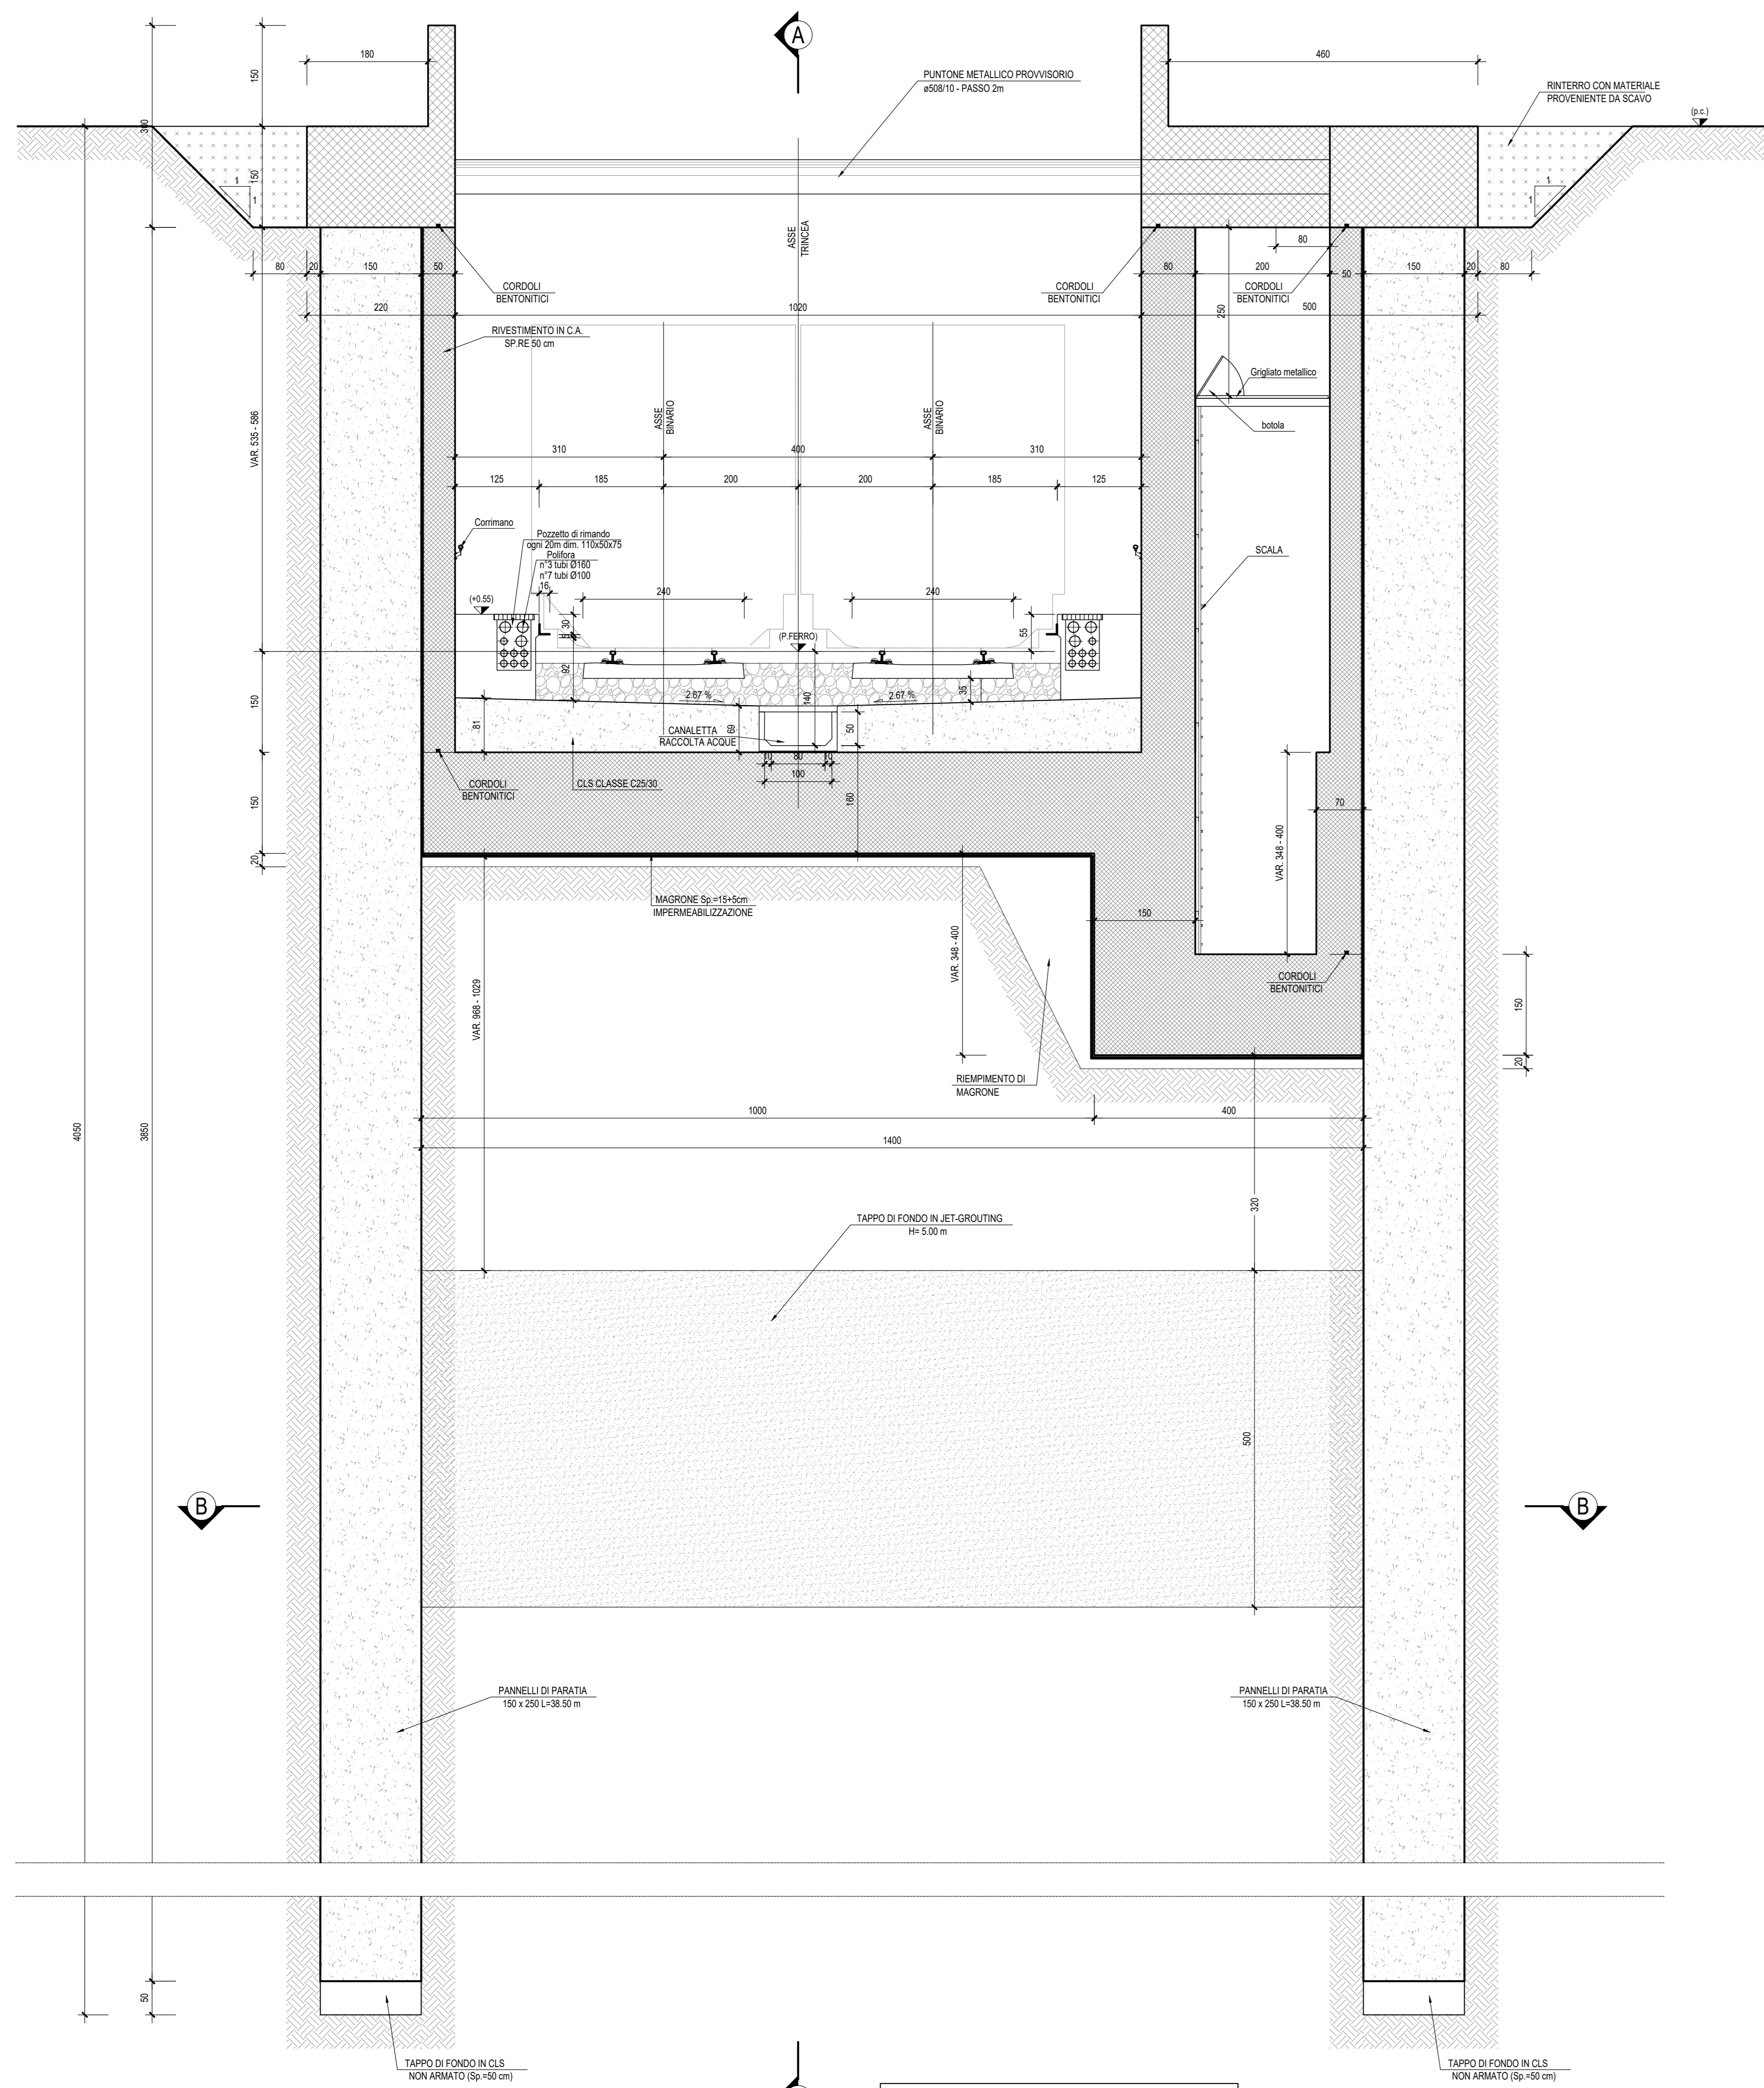 A
180
460
150
300
PUNTONE METALLICO PROVVISORIO
ø508/10 - PASSO 2m
RINTERRO CON MATERIALE
PROVENIENTE DA SCAVO
(p.c.)
150
1
1
1
1
ASSE
TRINCEA
80
20
150
50
80
200
80
50
150
20
80
CORDOLI
BENTONITICI
CORDOLI
BENTONITICI
CORDOLI
BENTONITICI
220
1020
250
500
RIVESTIMENTO IN C.A.
SP.RE 50 cm
Grigliato metallico
botola
VAR. 535 - 586
ASSE
BINARIO
ASSE
BINARIO
310
400
310
125
185
200
200
185
125
Corrimano
Pozzetto di rimando
ogni 20m dim. 110x50x75
Polifora
n°3 tubi Ø160
n°7 tubi Ø100
16
SCALA
240
240
(+0.55)
30
55
(P.FERRO)
92
35
2.67 %
2.67 %
140
150
81
69
50
CANALETTA
RACCOLTA ACQUE
10
80
10
100
CORDOLI
BENTONITICI
CLS CLASSE C25/30
160
150
70
VAR. 348 - 400
20
MAGRONE Sp.=15+5cm
IMPERMEABILIZZAZIONE
150
VAR. 348 - 400
VAR. 968 - 1029
CORDOLI
BENTONITICI
150
20
RIEMPIMENTO DI
MAGRONE
1000
400
4050
3850
1400
320
TAPPO DI FONDO IN JET-GROUTING
H= 5.00 m
500
B
B
PANNELLI DI PARATIA
150 x 250 L=38.50 m
PANNELLI DI PARATIA
150 x 250 L=38.50 m
50
TAPPO DI FONDO IN CLS
NON ARMATO (Sp.=50 cm)
TAPPO DI FONDO IN CLS
NON ARMATO (Sp.=50 cm)